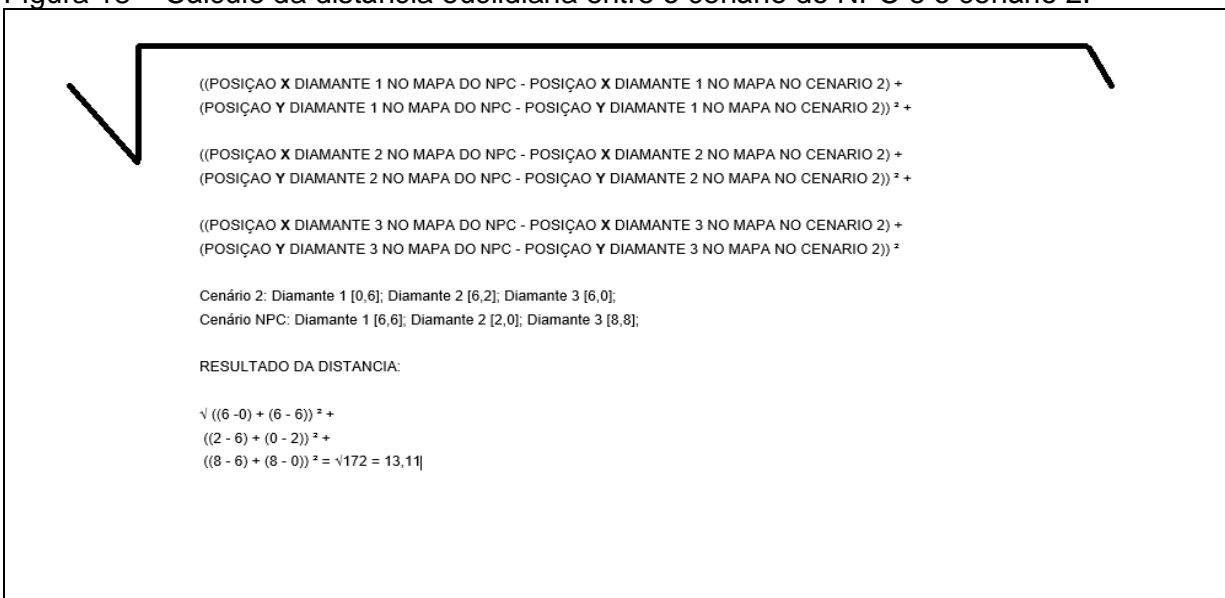 Figura 18 – Cálculo da distância euclidiana entre o cenário do NPC e o cenário 2.
((POSIÇAO X DIAMANTE 1 NO MAPA DO NPC - POSIÇAO X DIAMANTE 1 NO MAPA NO CENARIO 2) +
(POSIÇAO Y DIAMANTE 1 NO MAPA DO NPC - POSIÇAO Y DIAMANTE 1 NO MAPA NO CENARIO 2)) ² +
((POSIÇAO X DIAMANTE 2 NO MAPA DO NPC - POSIÇAO X DIAMANTE 2 NO MAPA NO CENARIO 2) +
(POSIÇAO Y DIAMANTE 2 NO MAPA DO NPC - POSIÇAO Y DIAMANTE 2 NO MAPA NO CENARIO 2)) ² +
((POSIÇAO X DIAMANTE 3 NO MAPA DO NPC - POSIÇAO X DIAMANTE 3 NO MAPA NO CENARIO 2) +
(POSIÇAO Y DIAMANTE 3 NO MAPA DO NPC - POSIÇAO Y DIAMANTE 3 NO MAPA NO CENARIO 2)) ²
Cenário 2: Diamante 1 [0,6]; Diamante 2 [6,2]; Diamante 3 [6,0];
Cenário NPC: Diamante 1 [6,6]; Diamante 2 [2,0]; Diamante 3 [8,8];
RESULTADO DA DISTANCIA:
√ ((6 -0) + (6 - 6)) ² +
((2 - 6) + (0 - 2)) ² +
((8 - 6) + (8 - 0)) ² = √172 = 13,11